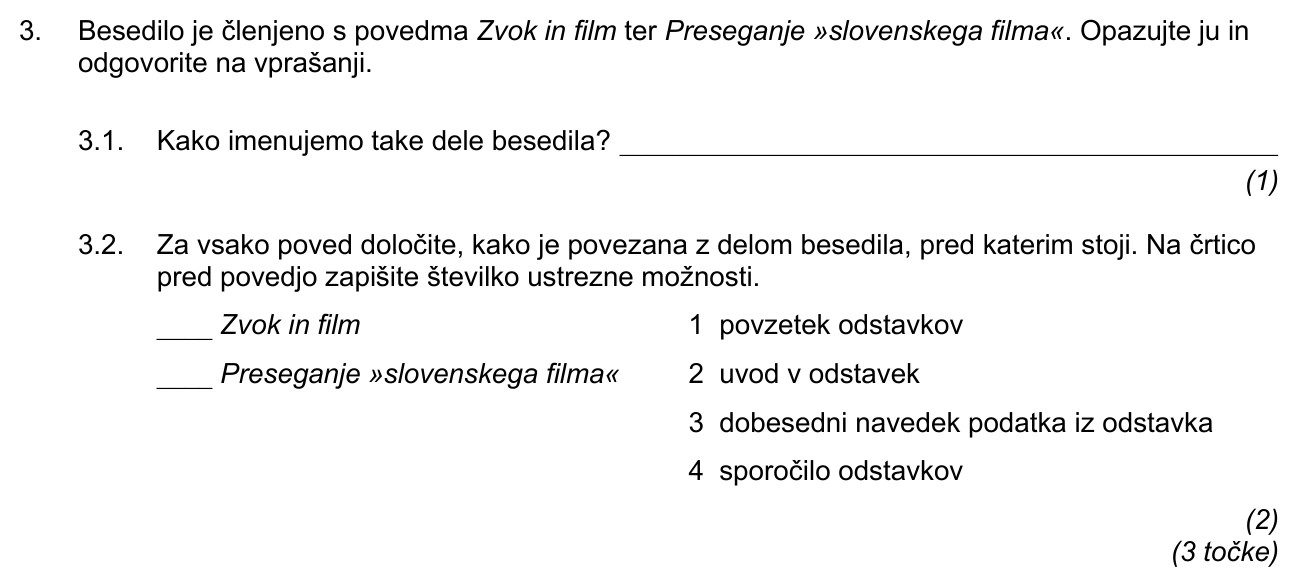 3. Besedilo je členjeno s povedma Zvok in film ter Preseganje »slovenskega filma«. Opazujte ju in
odgovorite na vprašanji.
3.1. Kako imenujemo take dele besedila? ____________________
(1)
3.2. Za vsako poved določite, kako je povezana z delom besedila, pred katerim stoji. Na črtico
pred povedjo zapišite številko ustrezne možnosti.
____ Zvok in film 1 povzetek odstavkov
____ Preseganje »slovenskega filma« 2 uvod v odstavek
3 dobesedni navedek podatka iz odstavka
4 sporočilo odstavkov
(2)
(3 točke)